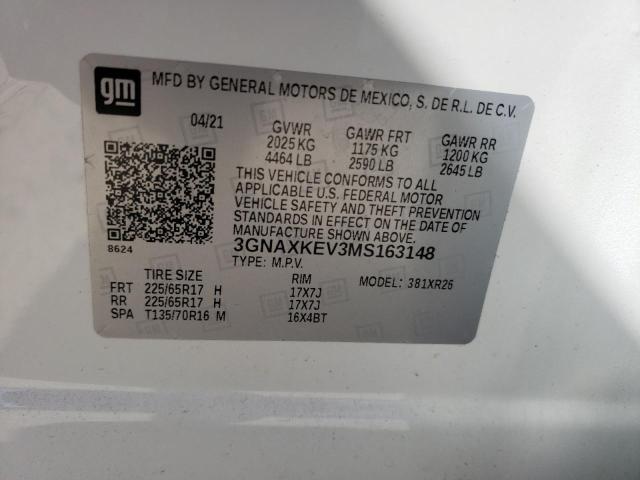 gm MFD BY GENERAL MOTORS DE MEXICO, S. DE R.L. DE C.V.
04/21 GVWR GAWR FRT GAWR RR
2025 KG 1175 KG 1200 KG
4464 LB 2590 LB 2645 LB
THIS VEHICLE CONFORMS TO ALL
APPLICABLE U.S. FEDERAL MOTOR
VEHICLE SAFETY AND THEFT PREVENTION
STANDARDS IN EFFECT ON THE DATE OF
MANUFACTURE SHOWN ABOVE.
8624 3GNAXKEV3MS163148
TYPE: M.P.V. MODEL: 381XR26
TIRE SIZE RIM
FRT 225/65R17 H 17X7J
RR 225/65R17 H 17X7J
SPA T135/70R16 M 16X4BT